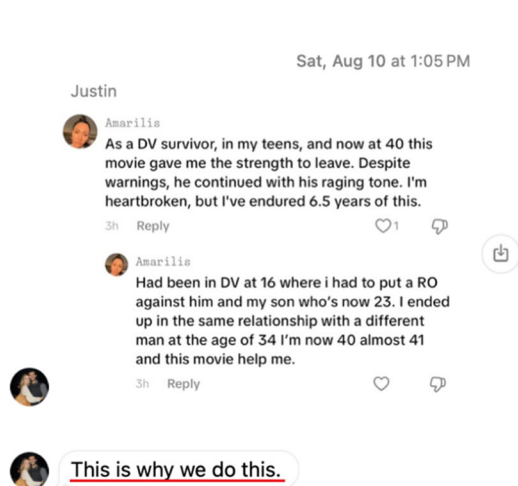 Sat, Aug 10 at 1:05 PM
Justin
Amarilis
As a DV survivor, in my teens, and now at 40 this
movie gave me the strength to leave. Despite
warnings, he continued with his raging tone. I'm
heartbroken, but I've endured 6.5 years of this.
3h Reply 1
Amarilis
Had been in DV at 16 where i had to put a RO
against him and my son who's now 23. I ended
up in the same relationship with a different
man at the age of 34 I'm now 40 almost 41
and this movie help me.
3h Reply
This is why we do this.